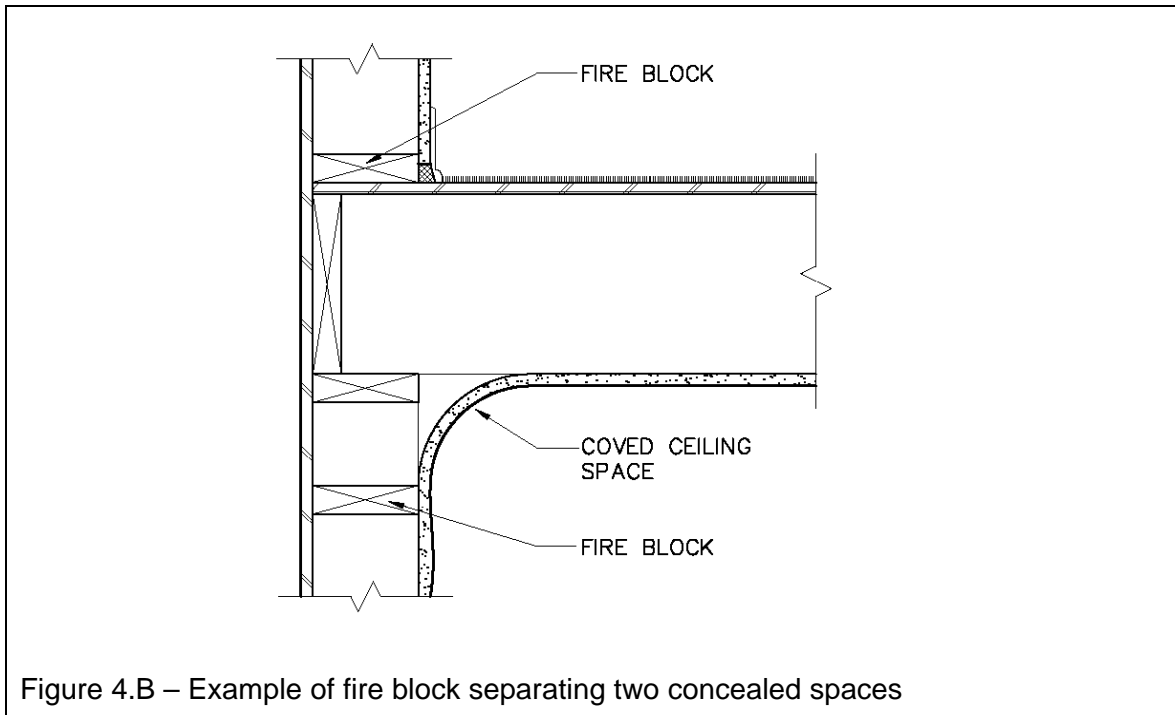 FIRE BLOCK
COVED CEILING
SPACE
FIRE BLOCK
Figure 4.B – Example of fire block separating two concealed spaces